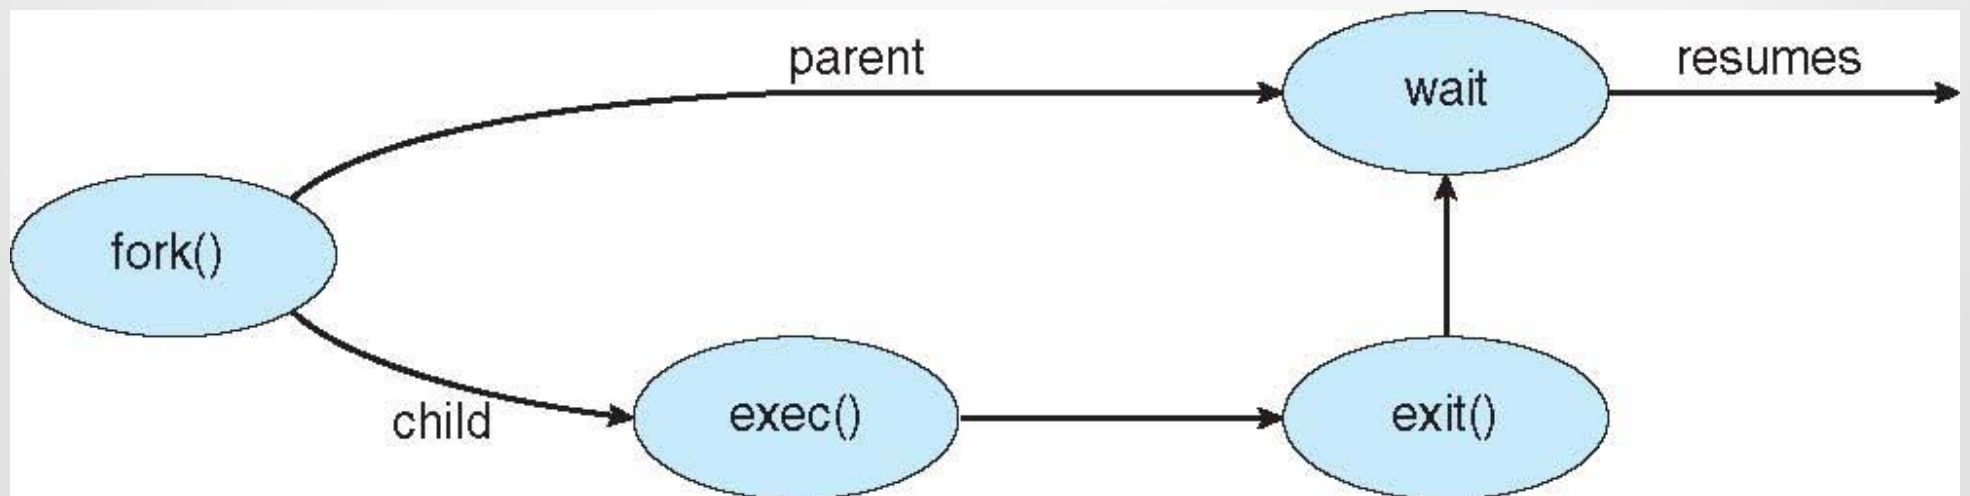 parent
resumes
wait
fork()
child
exec()
exit()